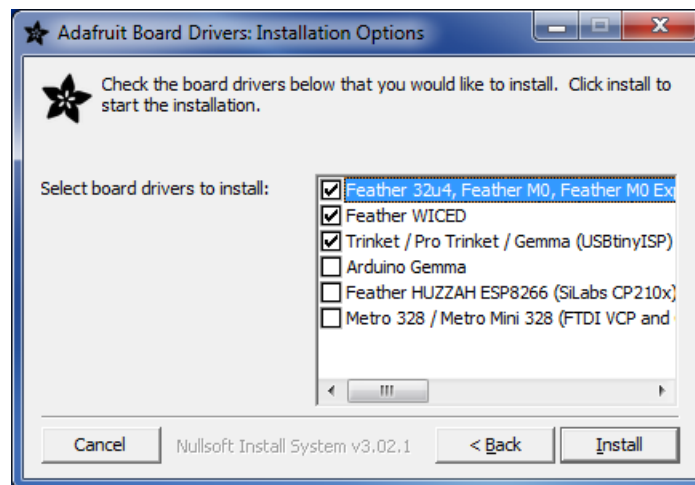 Adafruit Board Drivers: Installation Options
Check the board drivers below that you would like to install. Click install to
start the installation.
Select board drivers to install:
Feather 32u4, Feather M0, Feather M0
Feather WICED
Trinket / Pro Trinket / Gemma (USBtinyISP)
Arduino Gemma
Feather HUZZAH ESP8266 (SiLabs CP210x)
Metro 328 / Metro Mini 328 (FTDI VCP and
Cancel
Nullsoft Install System v3.02.1
< Back
Install